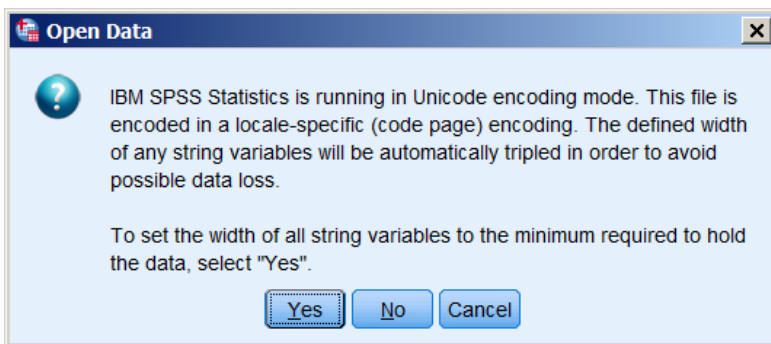 Open Data
IBM SPSS Statistics is running in Unicode encoding mode. This file is
encoded in a locale-specific (code page) encoding. The defined width
of any string variables will be automatically tripled in order to avoid
possible data loss.
To set the width of all string variables to the minimum required to hold
the data, select "Yes".
Yes No Cancel